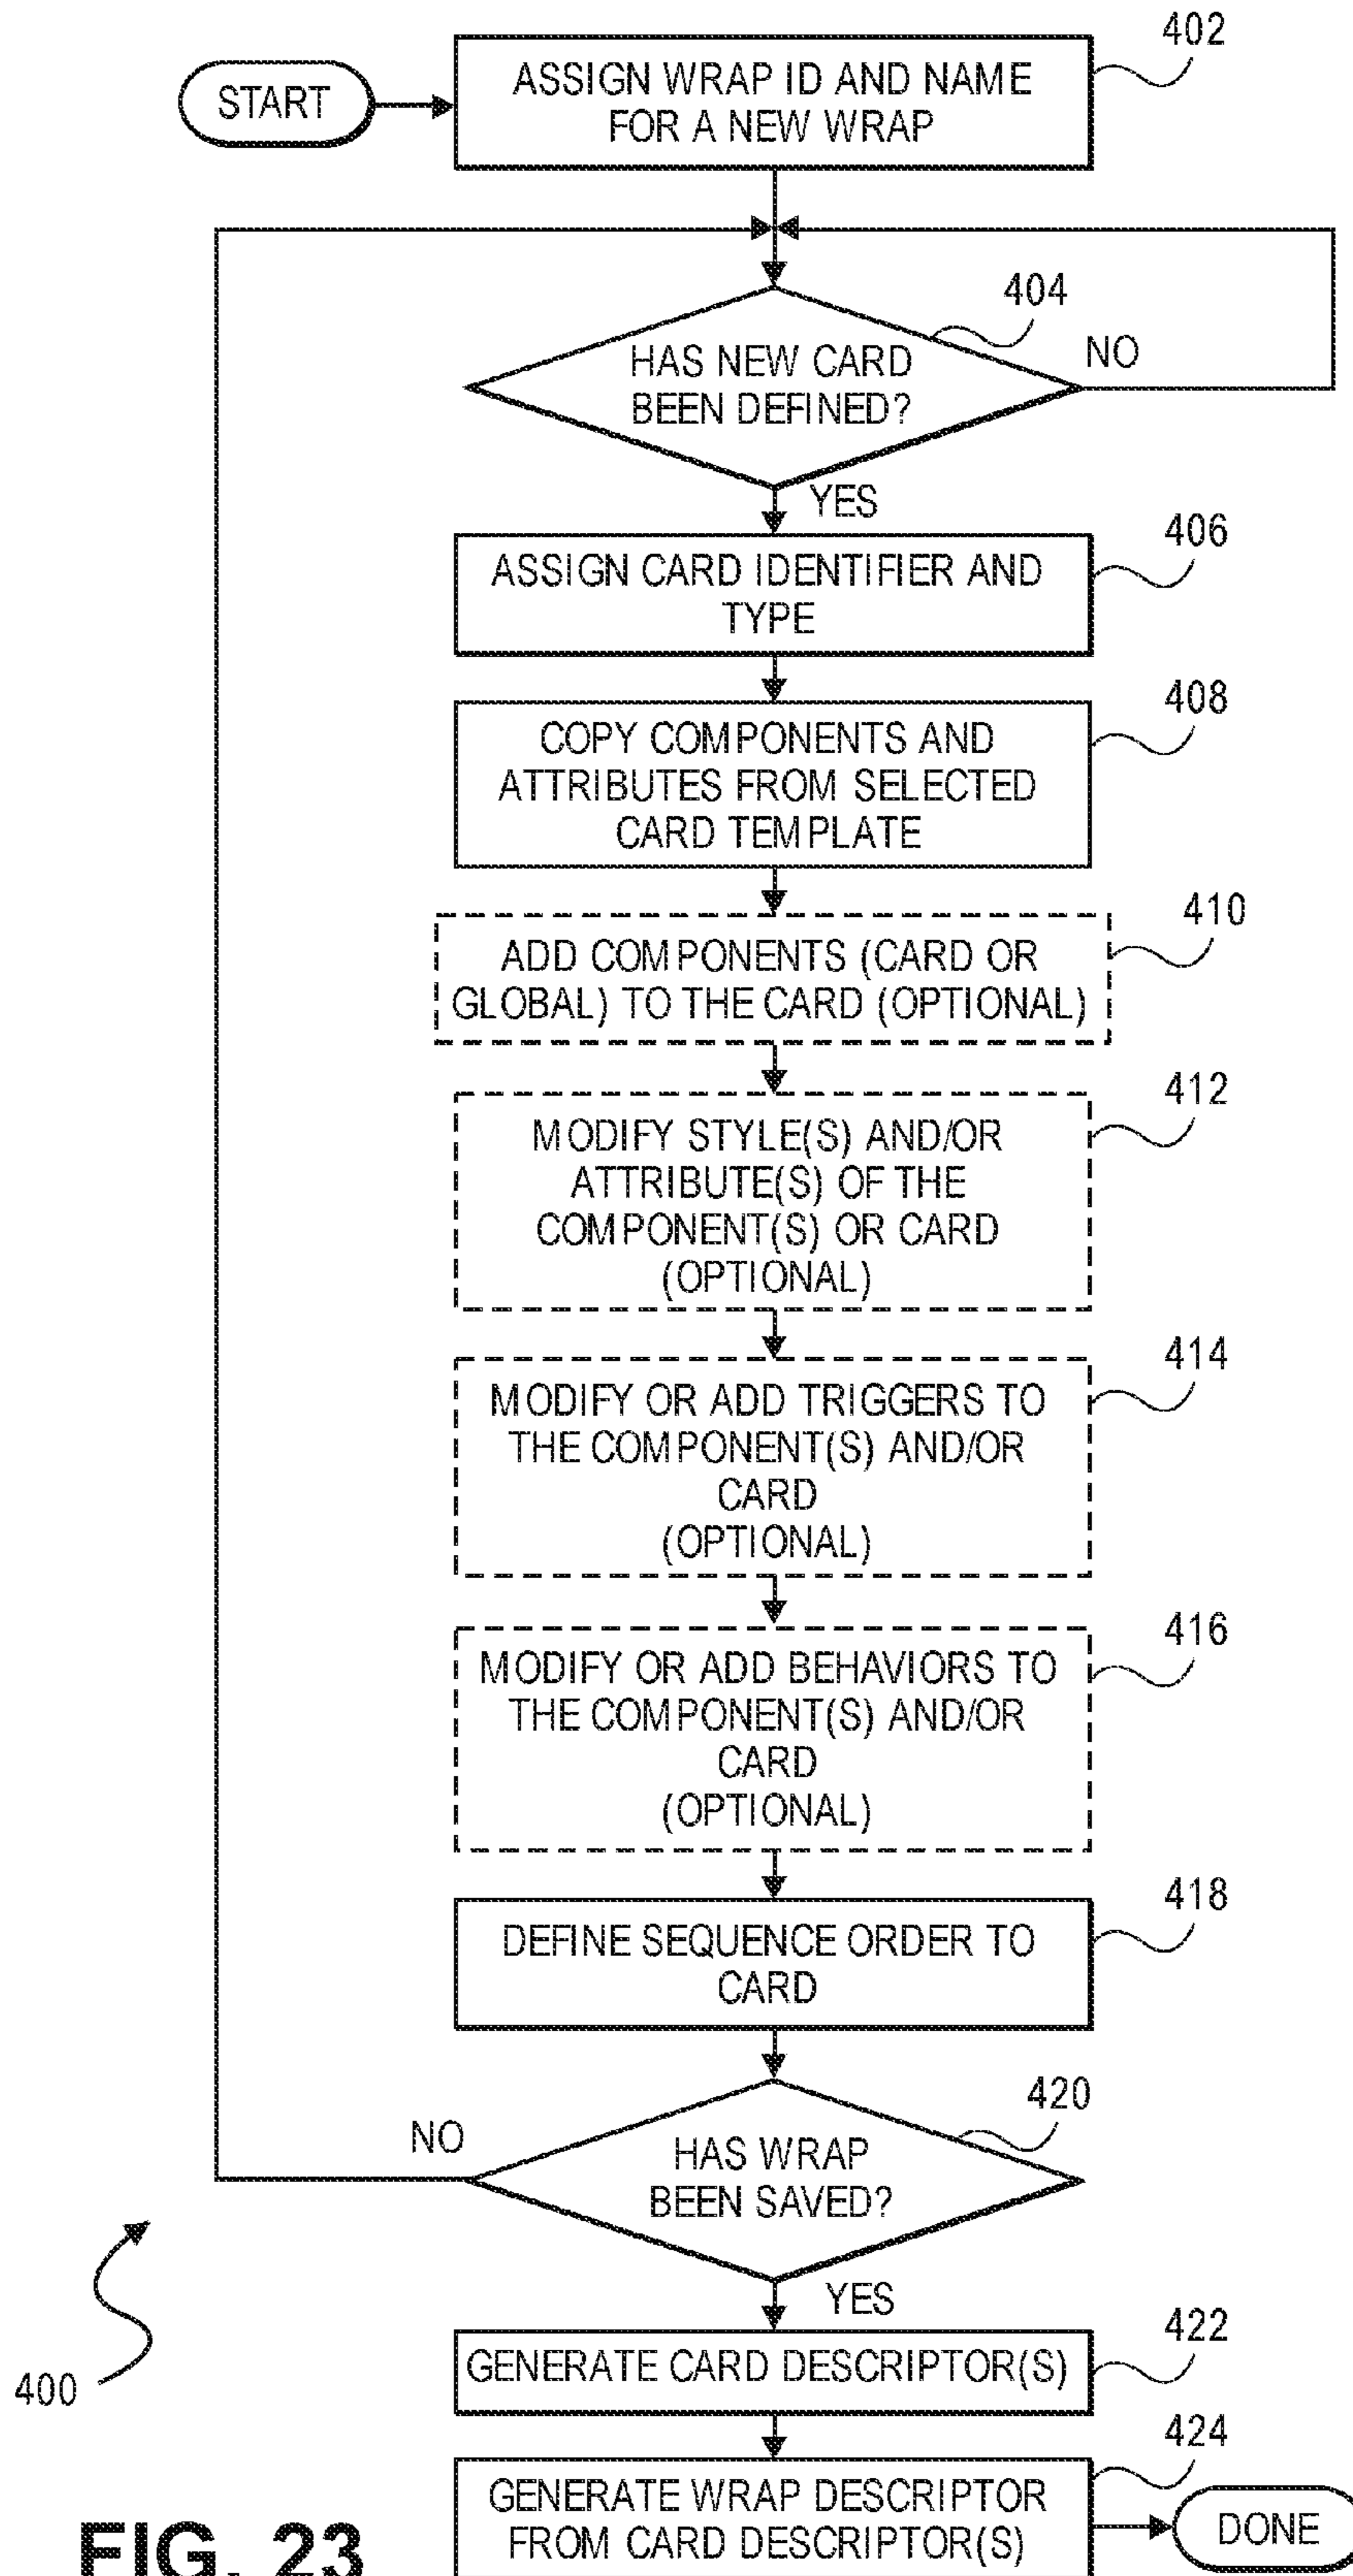 402
START
ASSIGN WRAP ID AND NAME
FOR A NEW WRAP
404
HAS NEW CARD
BEEN DEFINED?
NO
YES
406
ASSIGN CARD IDENTIFIER AND
TYPE
408
COPY COMPONENTS AND
ATTRIBUTES FROM SELECTED
CARD TEMPLATE
410
ADD COMPONENTS (CARD OR
GLOBAL) TO THE CARD (OPTIONAL)
412
MODIFY STYLE(S) AND/OR
ATTRIBUTE(S) OF THE
COMPONENT(S) OR CARD
(OPTIONAL)
414
MODIFY OR ADD TRIGGERS TO
THE COMPONENT(S) AND/OR
CARD
(OPTIONAL)
416
MODIFY OR ADD BEHAVIORS TO
THE COMPONENT(S) AND/OR
CARD
(OPTIONAL)
418
DEFINE SEQUENCE ORDER TO
CARD
420
NO
HAS WRAP
BEEN SAVED?
YES
422
GENERATE CARD DESCRIPTOR(S)
400
424
GENERATE WRAP DESCRIPTOR
FROM CARD DESCRIPTOR(S)
DONE
FIG. 23